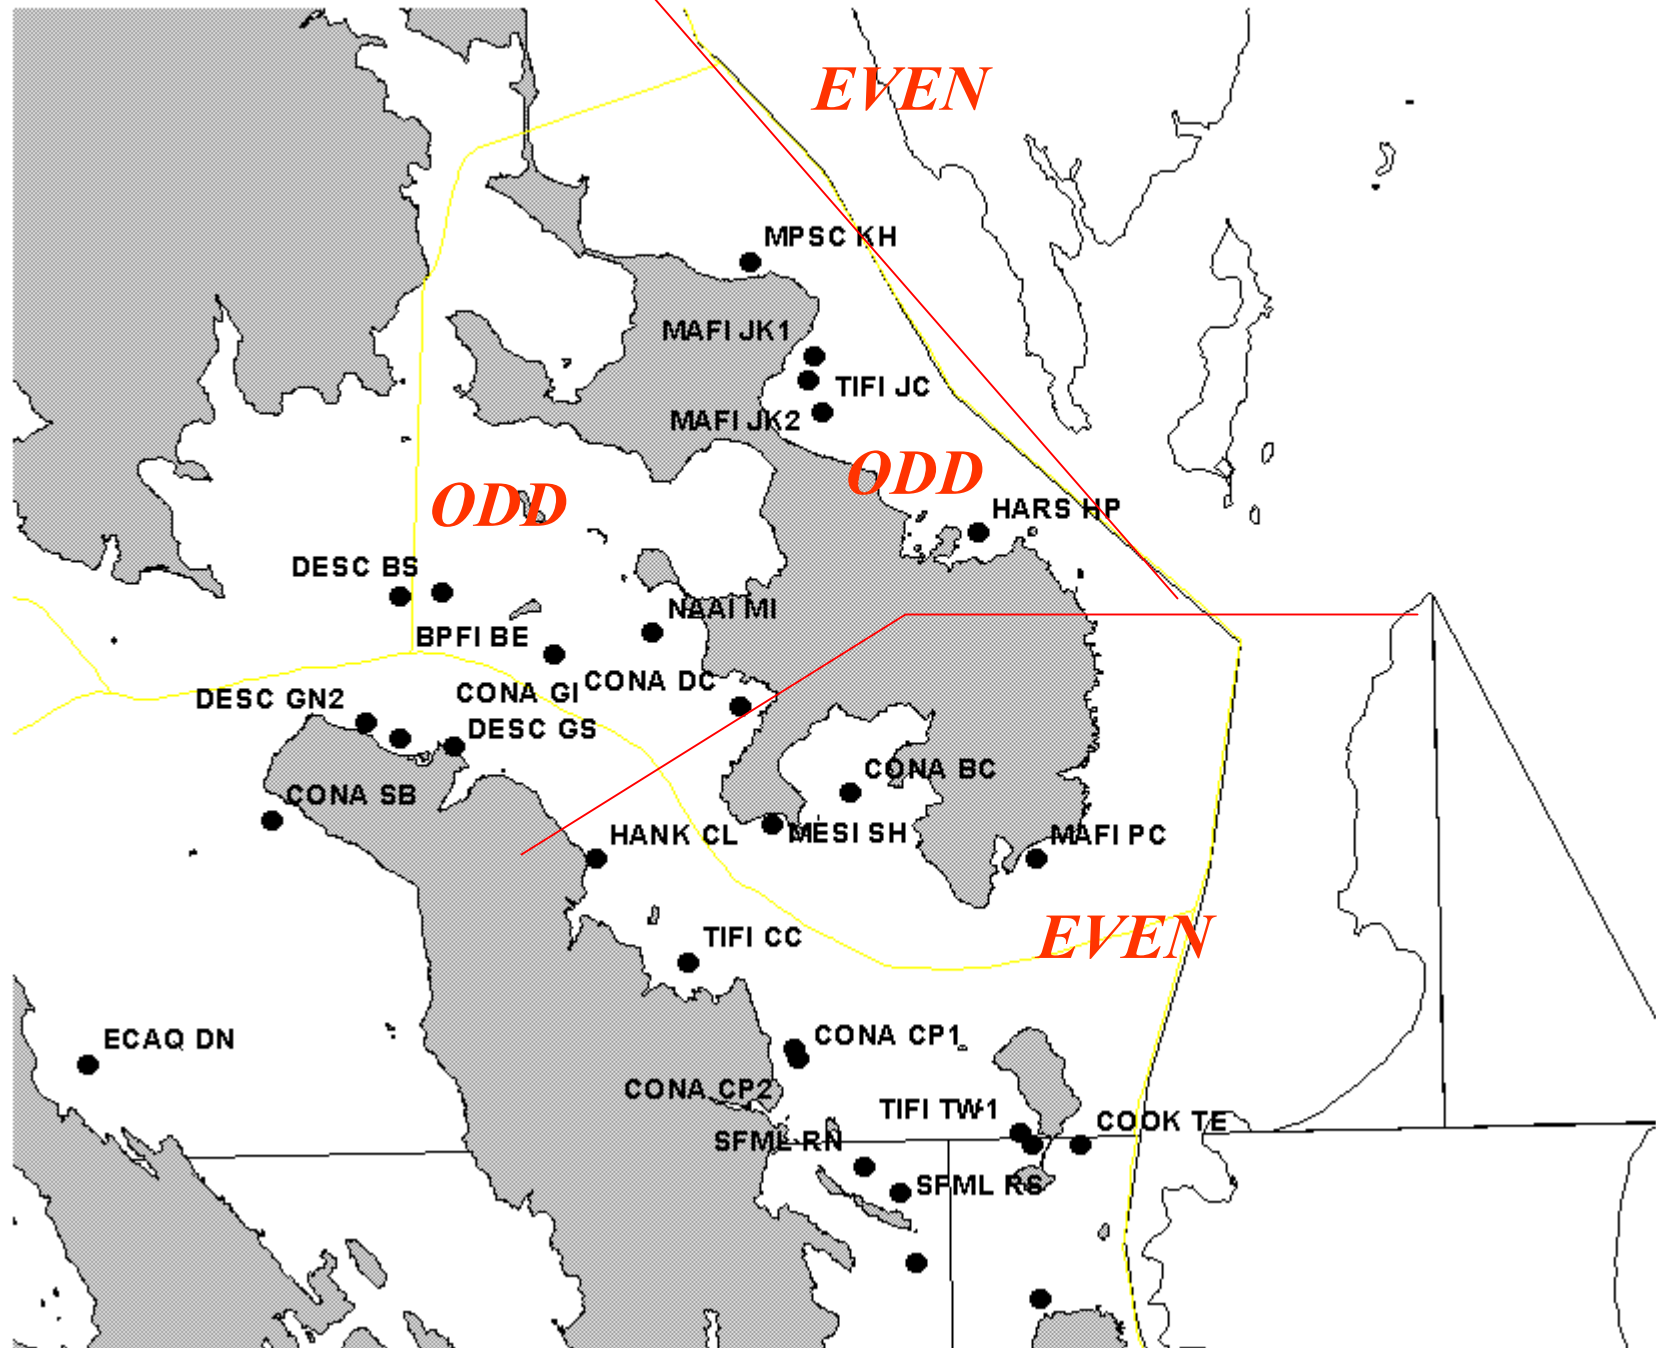 EVEN
MPSC KH
MAFI JK1
TIFI JC
MAFI JK2
ODD
ODD
HARS HP
DESC BS
NAAI MI
BPFI BE
CONA GI
CONA DC
DESC GN2
DESC GS
CONA BC
CONA SB
HANK CL
MESI SH
MAFI PC
TIFI CC
EVEN
ECAQ DN
CONA CP1
CONA CP2
TIFI TW1
COOK TE
SFML RN
SFML RS